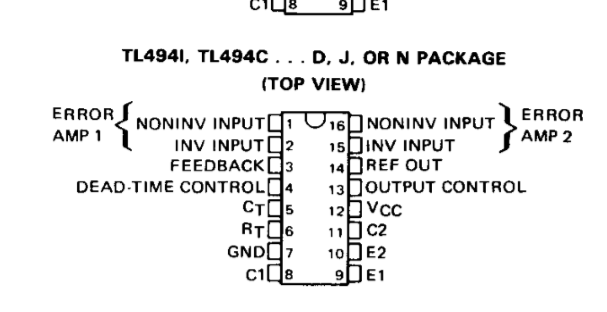 C1 8 9 E1
TL494I, TL494C . . . D, J, OR N PACKAGE
(TOP VIEW)
ERROR AMP 1 { NONINV INPUT 1 16 NONINV INPUT } ERROR AMP 2
INV INPUT 2 15 INV INPUT
FEEDBACK 3 14 REF OUT
DEAD-TIME CONTROL 4 13 OUTPUT CONTROL
CT 5 12 VCC
RT 6 11 C2
GND 7 10 E2
C1 8 9 E1